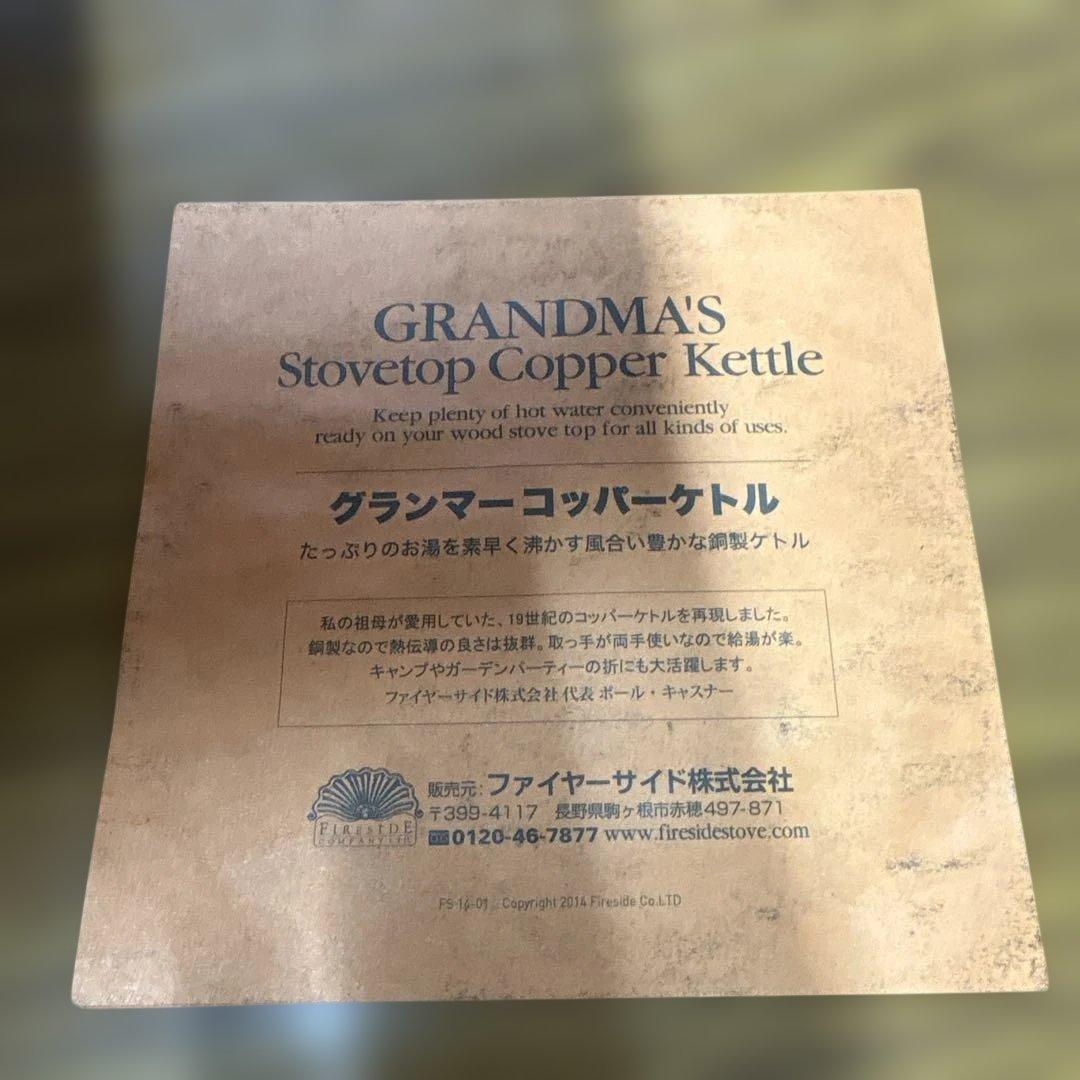 GRANDMA'S
Stovetop Copper Kettle
Keep plenty of hot water conveniently
ready on your wood stove top for all kinds of uses.
グランマーコッパーケトル
たっぷりのお湯を素早く沸かす風合い豊かな銅製ケトル
私の祖母が愛用していた、19世紀のコッパーケトルを再現しました。
銅製なので熱伝導の良さは抜群。取っ手が両手使いなので給湯が楽。
キャンプやガーデンパーティーの折にも大活躍します。
ファイヤーサイド株式会社 代表 ポール・キャスナー
販売元: ファイヤーサイド株式会社
〒399-4117 長野県駒ヶ根市赤穂497-871
0120-46-7877 www.firesidestove.com
FIRESIDE
COMPANY LTD.
FS-16-01 Copyright 2014 Fireside Co.LTD